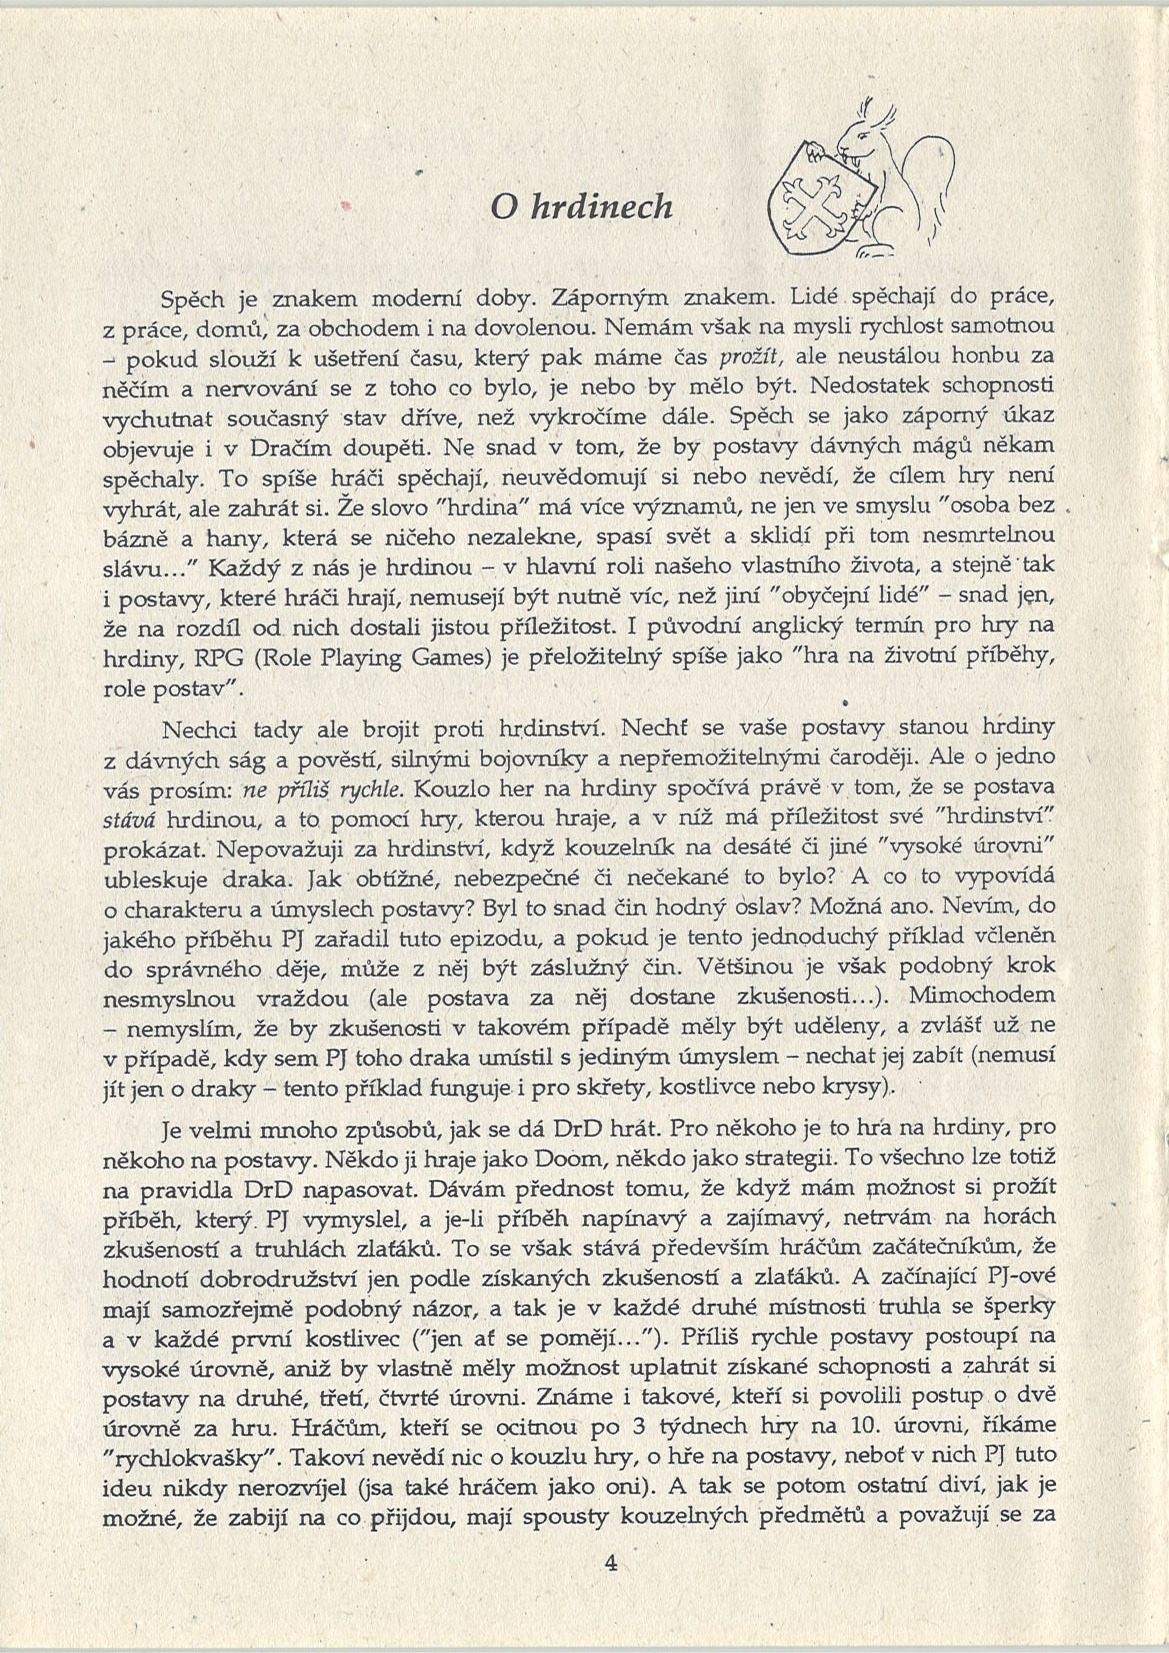 O hrdinech
Spěch je znakem moderní doby. Záporným znakem. Lidé spěchají do práce,
z práce, domů, za obchodem i na dovolenou. Nemám však na mysli rychlost samotnou
– pokud slouží k ušetření času, který pak máme čas prožít, ale neustálou honbu za
něčím a nervování se z toho co bylo, je nebo by mělo být. Nedostatek schopnosti
vychutnat současný stav dříve, než vykročíme dále. Spěch se jako záporný úkaz
objevuje i v Dračím doupěti. Ne snad v tom, že by postavy dávných mágů někam
spěchaly. To spíše hráči spěchají, neuvědomují si nebo nevědí, že cílem hry není
vyhrát, ale zahrát si. Že slovo "hrdina" má více významů, ne jen ve smyslu "osoba bez
bázně a hany, která se ničeho nezalekne, spasí svět a sklidí při tom nesmrtelnou
slávu..." Každý z nás je hrdinou – v hlavní roli našeho vlastního života, a stejně tak
i postavy, které hráči hrají, nemusejí být nutně víc, než jiní "obyčejní lidé" – snad jen,
že na rozdíl od nich dostali jistou příležitost. I původní anglický termín pro hry na
hrdiny, RPG (Role Playing Games) je přeložitelný spíše jako "hra na životní příběhy,
role postav".
Nechci tady ale brojit proti hrdinství. Nechť se vaše postavy stanou hrdiny
z dávných ság a pověstí, silnými bojovníky a nepřemožitelnými čaroději. Ale o jedno
vás prosím: ne příliš rychle. Kouzlo her na hrdiny spočívá právě v tom, že se postava
stává hrdinou, a to pomocí hry, kterou hraje, a v níž má příležitost své "hrdinství"
prokázat. Nepovažuji za hrdinství, když kouzelník na desáté či jiné "vysoké úrovni"
ubleskuje draka. Jak obtížné, nebezpečné či nečekané to bylo? A co to vypovídá
o charakteru a úmyslech postavy? Byl to snad čin hodný oslav? Možná ano. Nevím, do
jakého příběhu PJ zařadil tuto epizodu, a pokud je tento jednoduchý příklad včleněn
do správného děje, může z něj být záslužný čin. Většinou je však podobný krok
nesmyslnou vraždou (ale postava za něj dostane zkušenosti...). Mimochodem
– nemyslím, že by zkušenosti v takovém případě měly být uděleny, a zvlášť už ne
v případě, kdy sem PJ toho draka umístil s jediným úmyslem – nechat jej zabít (nemusí
jít jen o draky – tento příklad funguje i pro skřety, kostlivce nebo krysy).
Je velmi mnoho způsobů, jak se dá DrD hrát. Pro někoho je to hra na hrdiny, pro
někoho na postavy. Někdo ji hraje jako Doom, někdo jako strategii. To všechno lze totiž
na pravidla DrD napasovat. Dávám přednost tomu, že když mám možnost si prožít
příběh, který PJ vymyslel, a je-li příběh napínavý a zajímavý, netrvám na horách
zkušeností a truhlách zlaťáků. To se však stává především hráčům začátečníkům, že
hodnotí dobrodružství jen podle získaných zkušeností a zlaťáků. A začínající PJ-ové
mají samozřejmě podobný názor, a tak je v každé druhé místnosti truhla se šperky
a v každé první kostlivec ("jen ať se pomějí..."). Příliš rychle postavy postoupí na
vysoké úrovně, aniž by vlastně měly možnost uplatnit získané schopnosti a zahrát si
postavy na druhé, třetí, čtvrté úrovni. Známe i takové, kteří si povolili postup o dvě
úrovně za hru. Hráčům, kteří se ocitnou po 3 týdnech hry na 10. úrovni, říkáme
"rychlokvašky". Takoví nevědí nic o kouzlu hry, o hře na postavy, neboť v nich PJ tuto
ideu nikdy nerozvíjel (jsa také hráčem jako oni). A tak se potom ostatní diví, jak je
možné, že zabijí na co přijdou, mají spousty kouzelných předmětů a považují se za
4